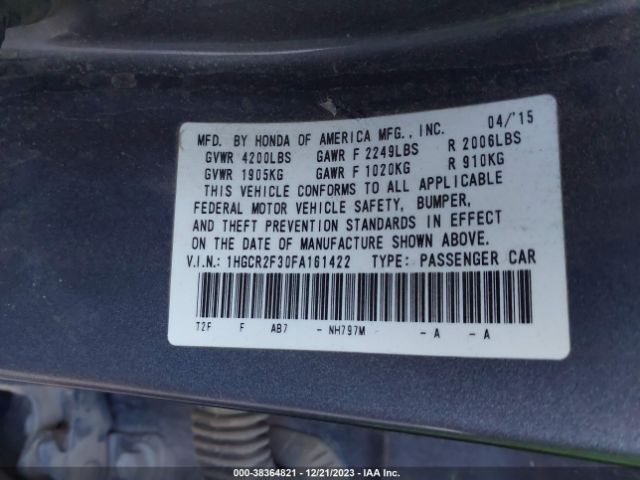 MFD. BY HONDA OF AMERICA MFG., INC. 04/'15
GVWR 4200LBS GAWR F 2249LBS R 2006LBS
GVWR 1905KG GAWR F 1020KG R 910KG
THIS VEHICLE CONFORMS TO ALL APPLICABLE
FEDERAL MOTOR VEHICLE SAFETY, BUMPER,
AND THEFT PREVENTION STANDARDS IN EFFECT
ON THE DATE OF MANUFACTURE SHOWN ABOVE.
V.I.N.: 1HGCR2F30FA161422 TYPE: PASSENGER CAR
T2F F AB7 - NH797M - A - A
000-38364821 - 12/21/2023 - IAA Inc.